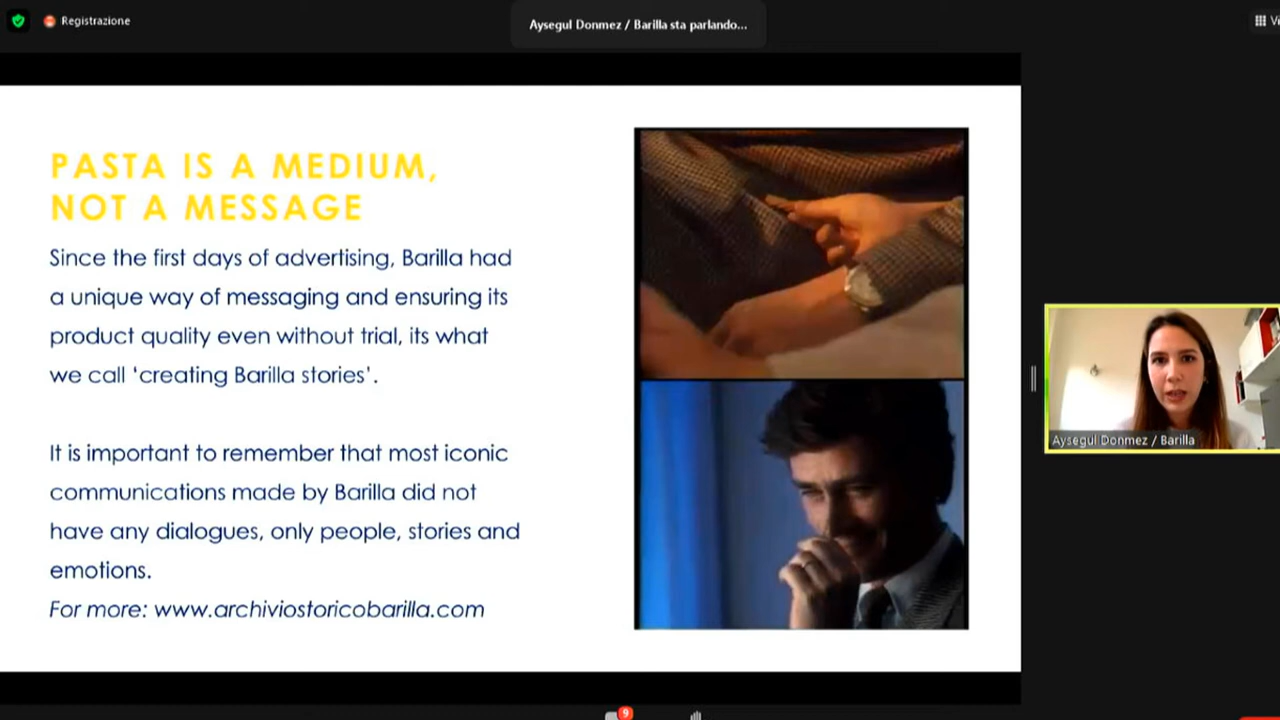 Registrazione
Aysegul Donmez / Barilla sta parlando...
PASTA IS A MEDIUM,
NOT A MESSAGE
Since the first days of advertising, Barilla had
a unique way of messaging and ensuring its
product quality even without trial, its what
we call ‘creating Barilla stories’.
It is important to remember that most iconic
communications made by Barilla did not
have any dialogues, only people, stories and
emotions.
For more: www.archiviostoricobarilla.com
Aysegul Donmez / Barilla
9